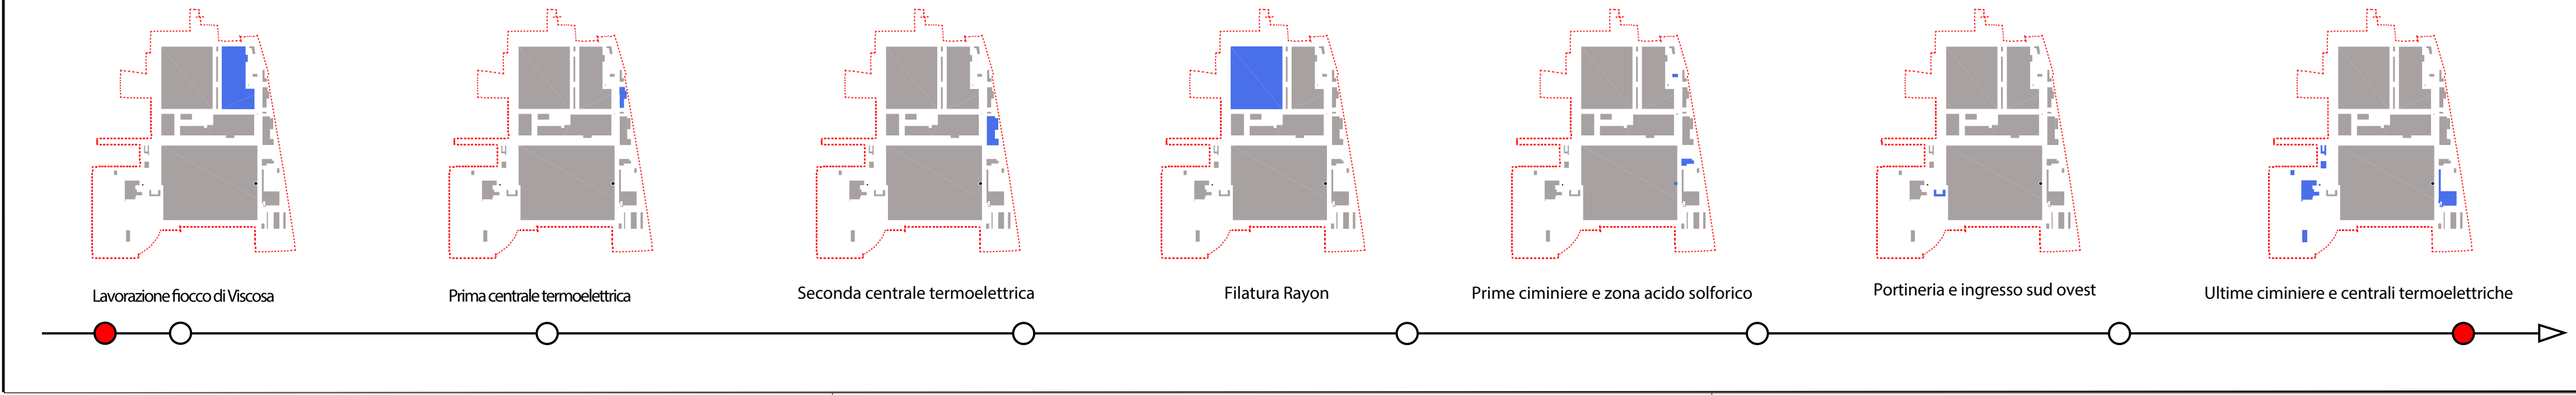 Lavorazione fiocco di Viscosa
Prima centrale termoelettrica
Seconda centrale termoelettrica
Filatura Rayon
Prime ciminiere e zona acido solforico
Portineria e ingresso sud ovest
Ultime ciminiere e centrali termoelettriche